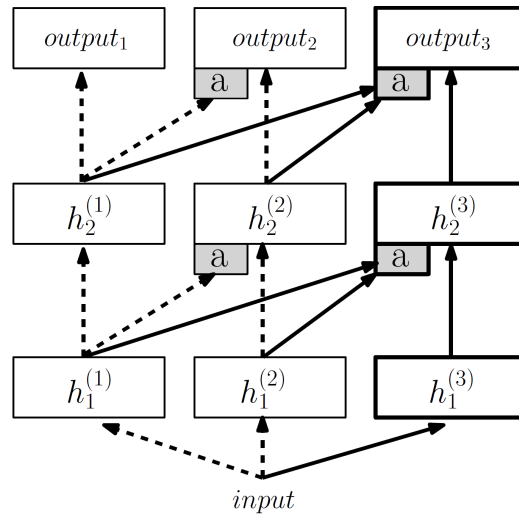 output₁ output₂ output₃
a a
h₂⁽¹⁾ h₂⁽²⁾ h₂⁽³⁾
a a
h₁⁽¹⁾ h₁⁽²⁾ h₁⁽³⁾
input